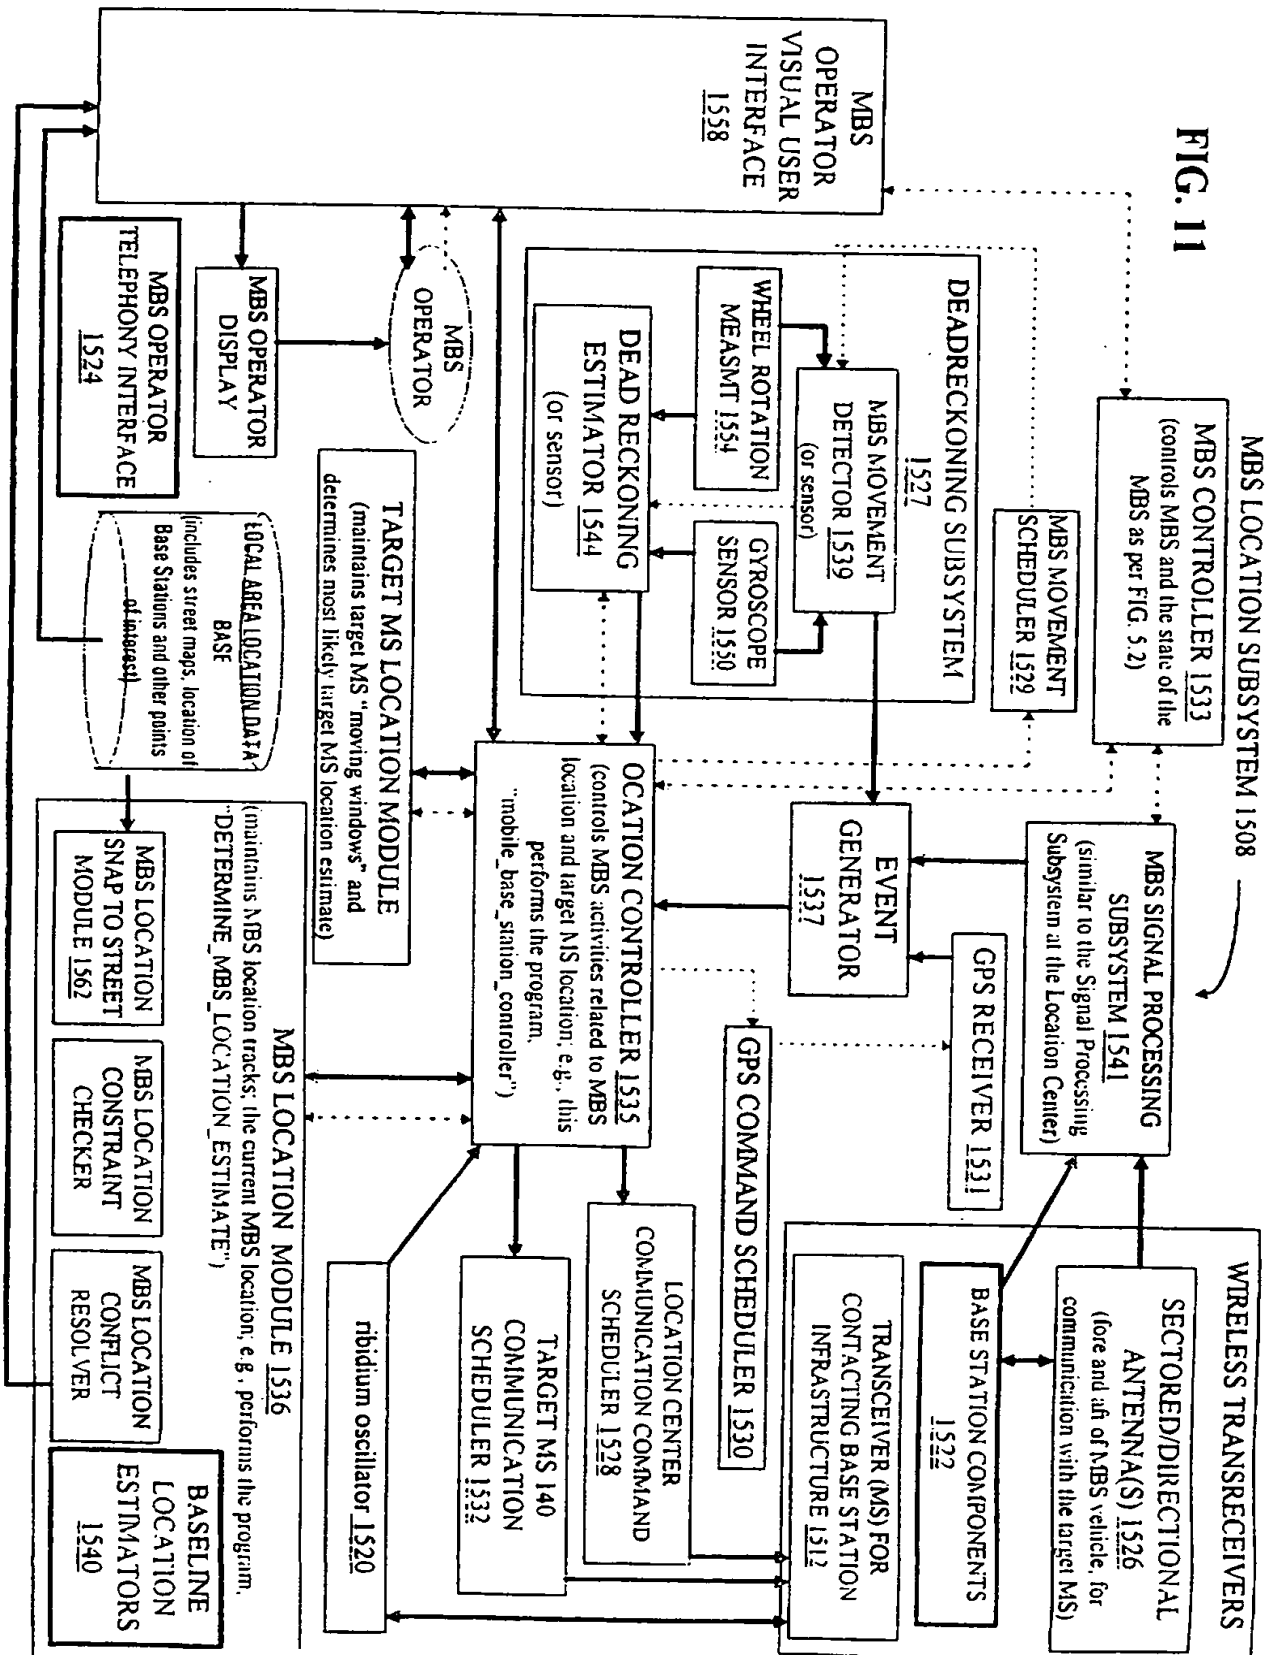 FIG. 11
MBS LOCATION SUBSYSTEM 1508
MBS
OPERATOR
VISUAL USER
INTERFACE
1558
MBS CONTROLLER 1533
(controls MBS and the state of the
MBS as per FIG. 5.2)
MBS SIGNAL PROCESSING
SUBSYSTEM 1541
(similar to the Signal Processing
Subsystem at the Location Center)
WIRELESS TRANSRECEIVERS
SECTORED/DIRECTIONAL
ANTENNA(S) 1526
(fore and aft of MBS vehicle, for
communication with the target MS)
BASE STATION COMPONENTS
1522
TRANSCEIVER (MS) FOR
CONTACTING BASE STATION
INFRASTRUCTURE 1512
MBS MOVEMENT
SCHEDULER 1529
GPS RECEIVER 1531
DEADRECKONING SUBSYSTEM
1527
MBS MOVEMENT
DETECTOR 1539
(or sensor)
WHEEL ROTATION
MEASMT 1554
GYROSCOPE
SENSOR 1550
DEAD RECKONING
ESTIMATOR 1544
(or sensor)
EVENT
GENERATOR
1537
GPS COMMAND SCHEDULER 1530
OCATION CONTROLLER 1535
(controls MBS activities related to MBS
location and target MS location; e.g., this
performs the program,
"mobile_base_station_controller")
LOCATION CENTER
COMMUNICATION COMMAND
SCHEDULER 1528
TARGET MS 140
COMMUNICATION
SCHEDULER 1532
ribidium oscillator 1520
MBS
OPERATOR
MBS OPERATOR
DISPLAY
MBS OPERATOR
TELEPHONY INTERFACE
1524
TARGET MS LOCATION MODULE
(maintains target MS "moving windows" and
determines most likely target MS location estimate)
LOCAL AREA LOCATION DATA
BASE
(includes street maps, location of
Base Stations and other points
of interest)
MBS LOCATION MODULE 1536
(maintains MBS location tracks; the current MBS location; e.g., performs the program,
"DETERMINE_MBS_LOCATION_ESTIMATE")
MBS LOCATION
SNAP TO STREET
MODULE 1562
MBS LOCATION
CONSTRAINT
CHECKER
MBS LOCATION
CONFLICT
RESOLVER
BASELINE
LOCATION
ESTIMATORS
1540